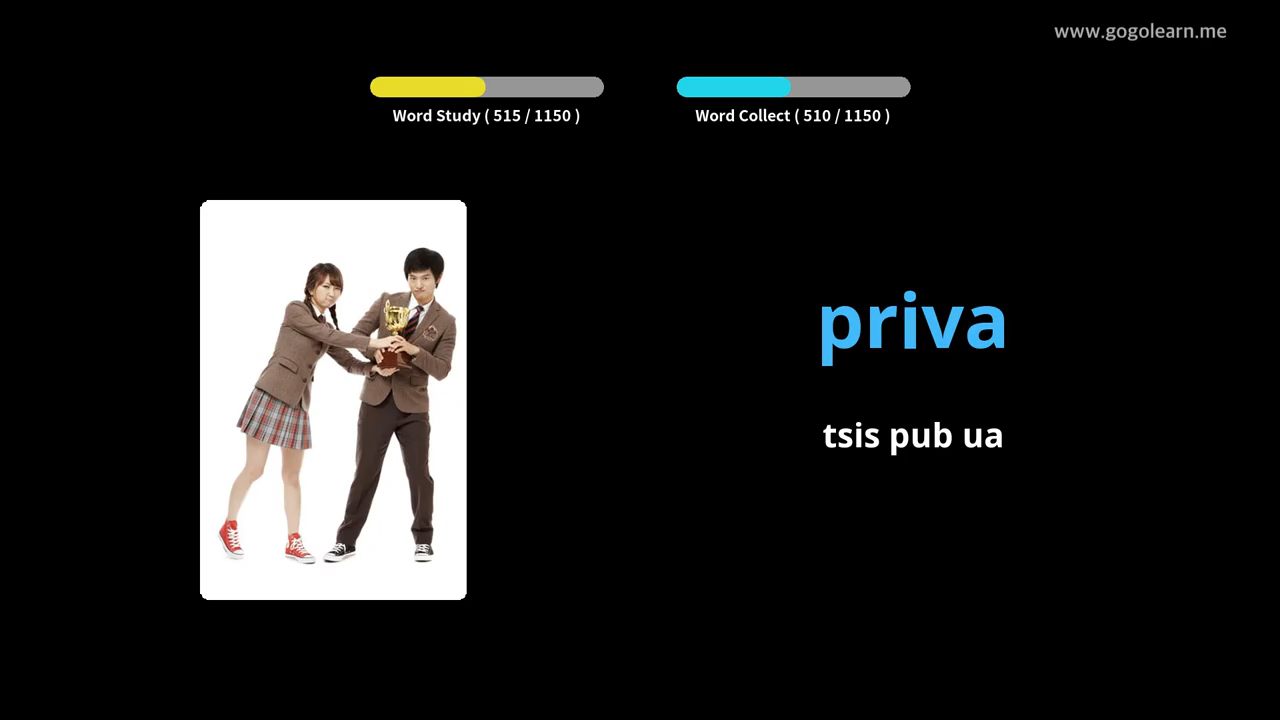 www.gogolearn.me
Word Study ( 515 / 1150 )
Word Collect ( 510 / 1150 )
priva
tsis pub ua